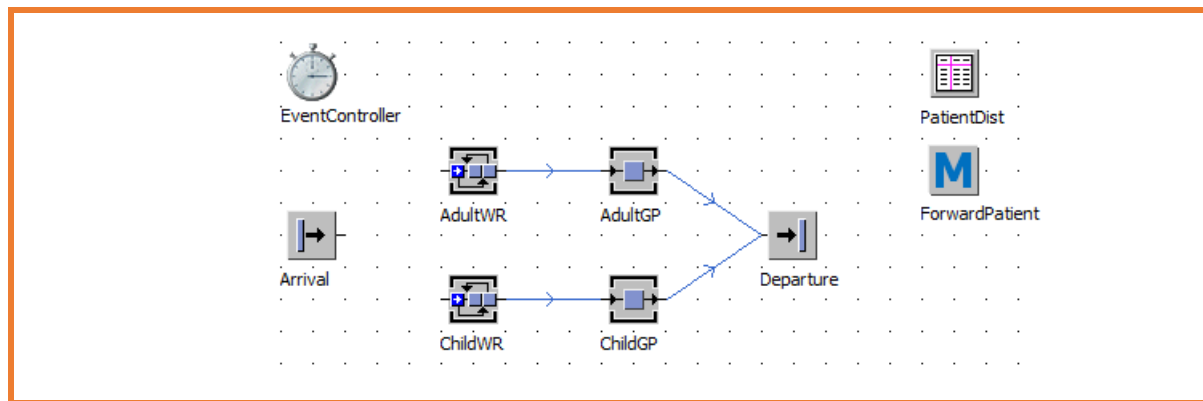 EventController
PatientDist
M
AdultWR
AdultGP
ForwardPatient
Arrival
Departure
ChildWR
ChildGP